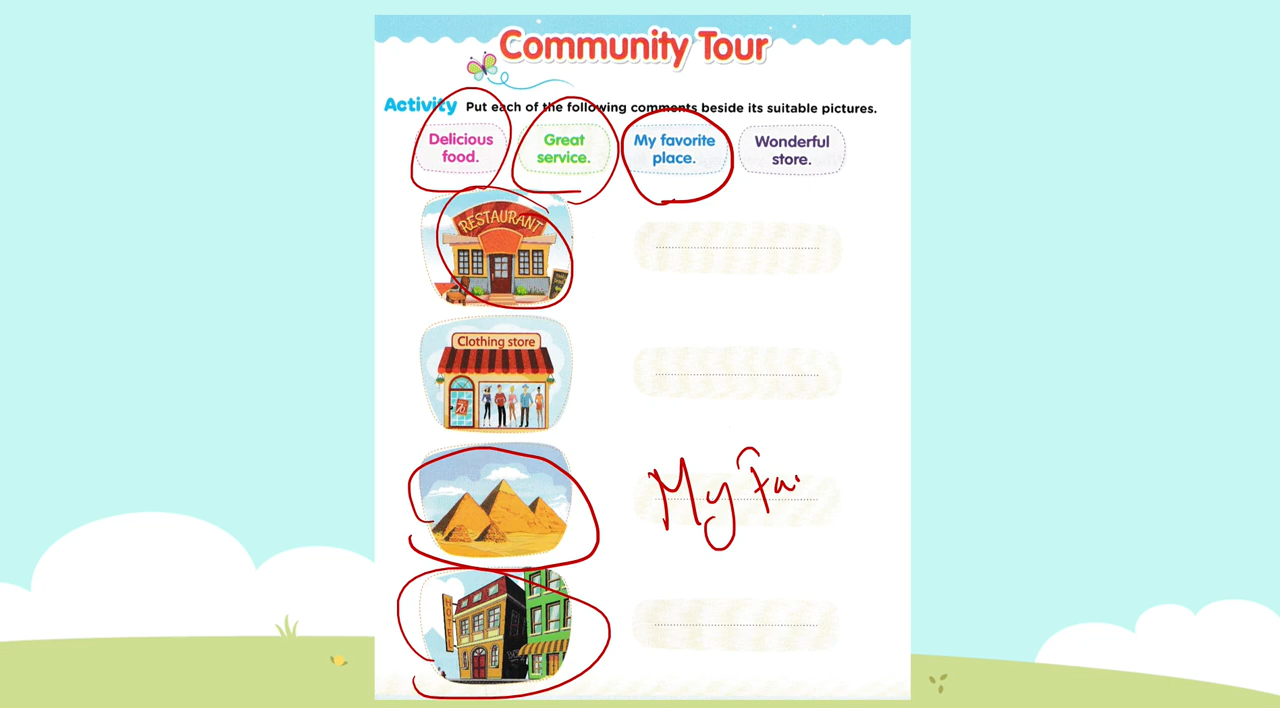 Community Tour
Activity Put each of the following comments beside its suitable pictures.
Delicious
food.
Great
service.
My favorite
place.
Wonderful
store.
RESTAURANT
Clothing store
My Fa
HOTEL